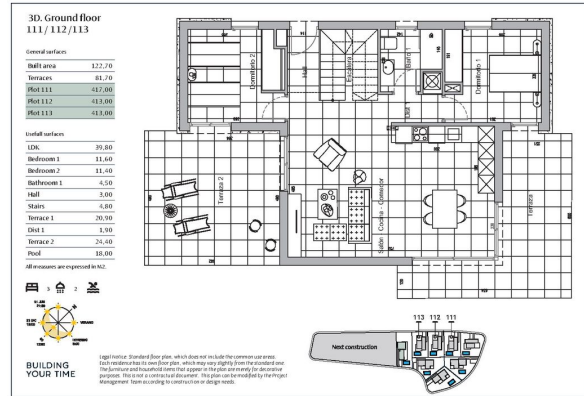 3D. Ground floor
111 / 112 /113
General surfaces
Built area 122,70
Terraces 81,70
Plot 111 417,00
Plot 112 413,00
Plot 113 413,00
Usefull surfaces
LDK 39,80
Bedroom 1 11,60
Bedroom 2 11,40
Bathroom 1 4,50
Hall 3,00
Stairs 4,80
Terrace 1 20,90
Dist 1 1,90
Terrace 2 24,40
Pool 18,00
All measures are expressed in M2.
3 2
BUILDING
YOUR TIME
Dormitorio 2
Hall
Escalera
Baño 1
Dist 1
Dormitorio 1
Terraza 2
Salón - Cocina - Comedor
Terraza
Legal Notice: Standard floor plan, which does not include the common use areas.
Each residence has its own floor plan, which may vary slightly from the standard one.
The furniture and household items that appear in the plan are merely for decorative
purposes. This is not a contractual document. This plan can be modified by the Project
Management Team according to construction or design needs.
113 112 111
Next construction